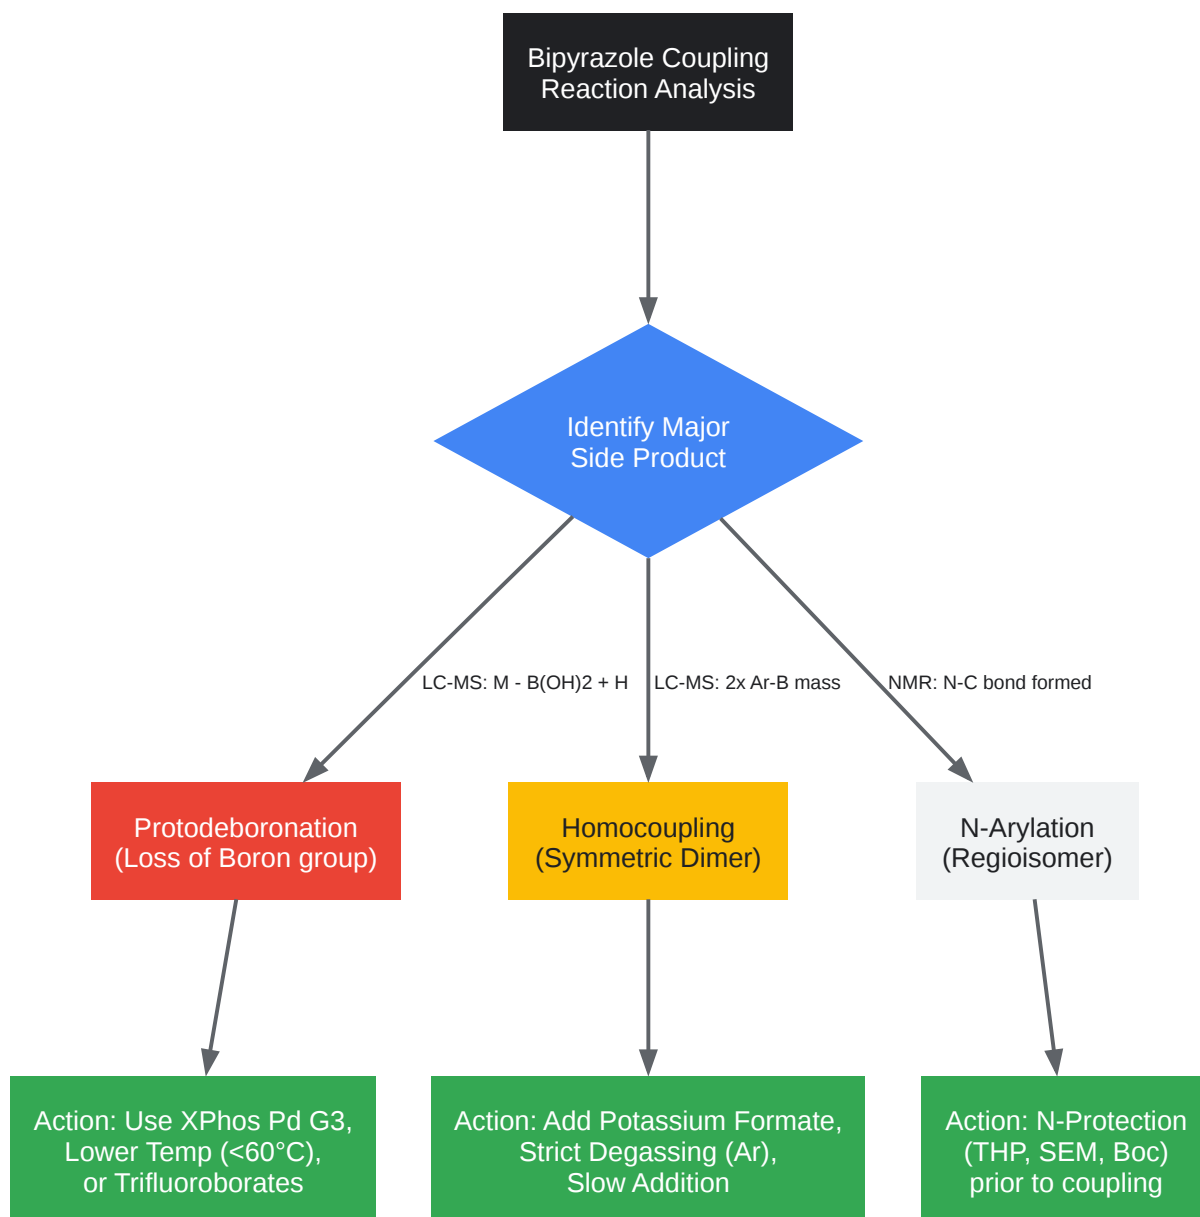 Bipyrazole Coupling
Reaction Analysis
Identify Major
Side Product
LC-MS: M - B(OH)2 + H
LC-MS: 2x Ar-B mass
NMR: N-C bond formed
Protodeboronation
(Loss of Boron group)
Homocoupling
(Symmetric Dimer)
N-Arylation
(Regioisomer)
Action: Use XPhos Pd G3,
Lower Temp (<60°C),
or Trifluoroborates
Action: Add Potassium Formate,
Strict Degassing (Ar),
Slow Addition
Action: N-Protection
(THP, SEM, Boc)
prior to coupling